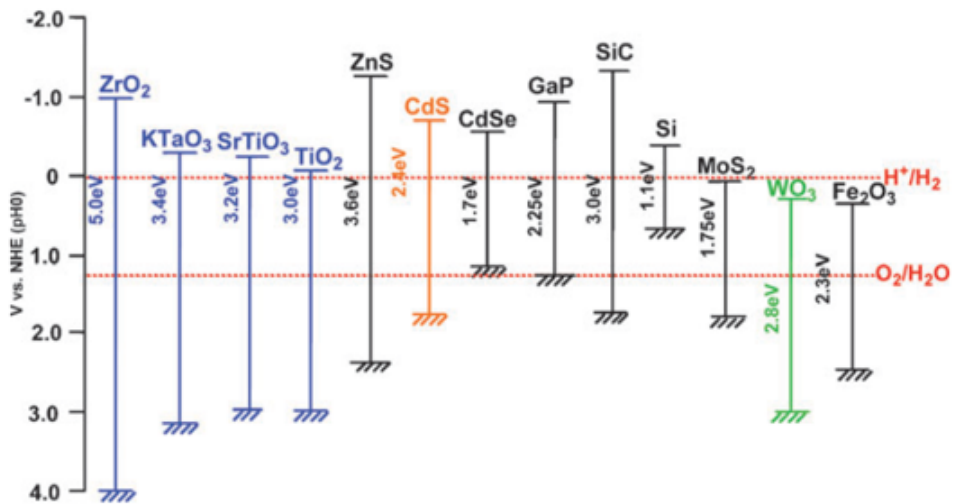 V vs. NHE (pH0)
-2.0
-1.0
0
1.0
2.0
3.0
4.0
ZrO₂
5.0eV
KTaO₃
3.4eV
SrTiO₃
3.2eV
TiO₂
3.0eV
ZnS
3.6eV
CdS
2.4eV
CdSe
1.7eV
GaP
2.25eV
SiC
3.0eV
Si
1.1eV
MoS₂
1.75eV
WO₃
2.8eV
Fe₂O₃
2.3eV
H⁺/H₂
O₂/H₂O